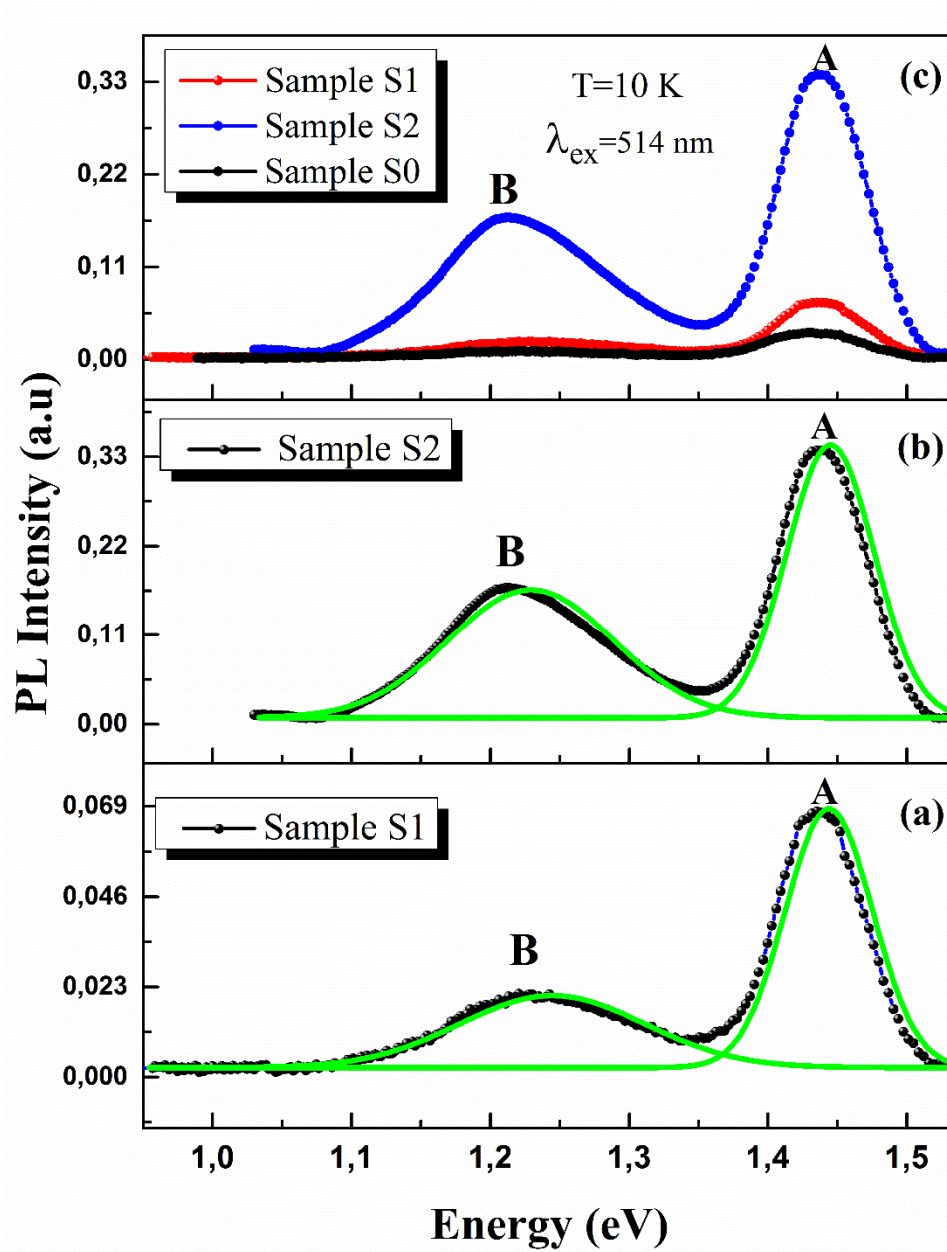 PL Intensity (a.u)
Sample S1
Sample S2
Sample S0
T=10 K
λex=514 nm
A
B
(c)
0,33
0,22
0,11
0,00
Sample S2
A
B
(b)
0,33
0,22
0,11
0,00
Sample S1
A
B
(a)
0,069
0,046
0,023
0,000
1,0 1,1 1,2 1,3 1,4 1,5
Energy (eV)